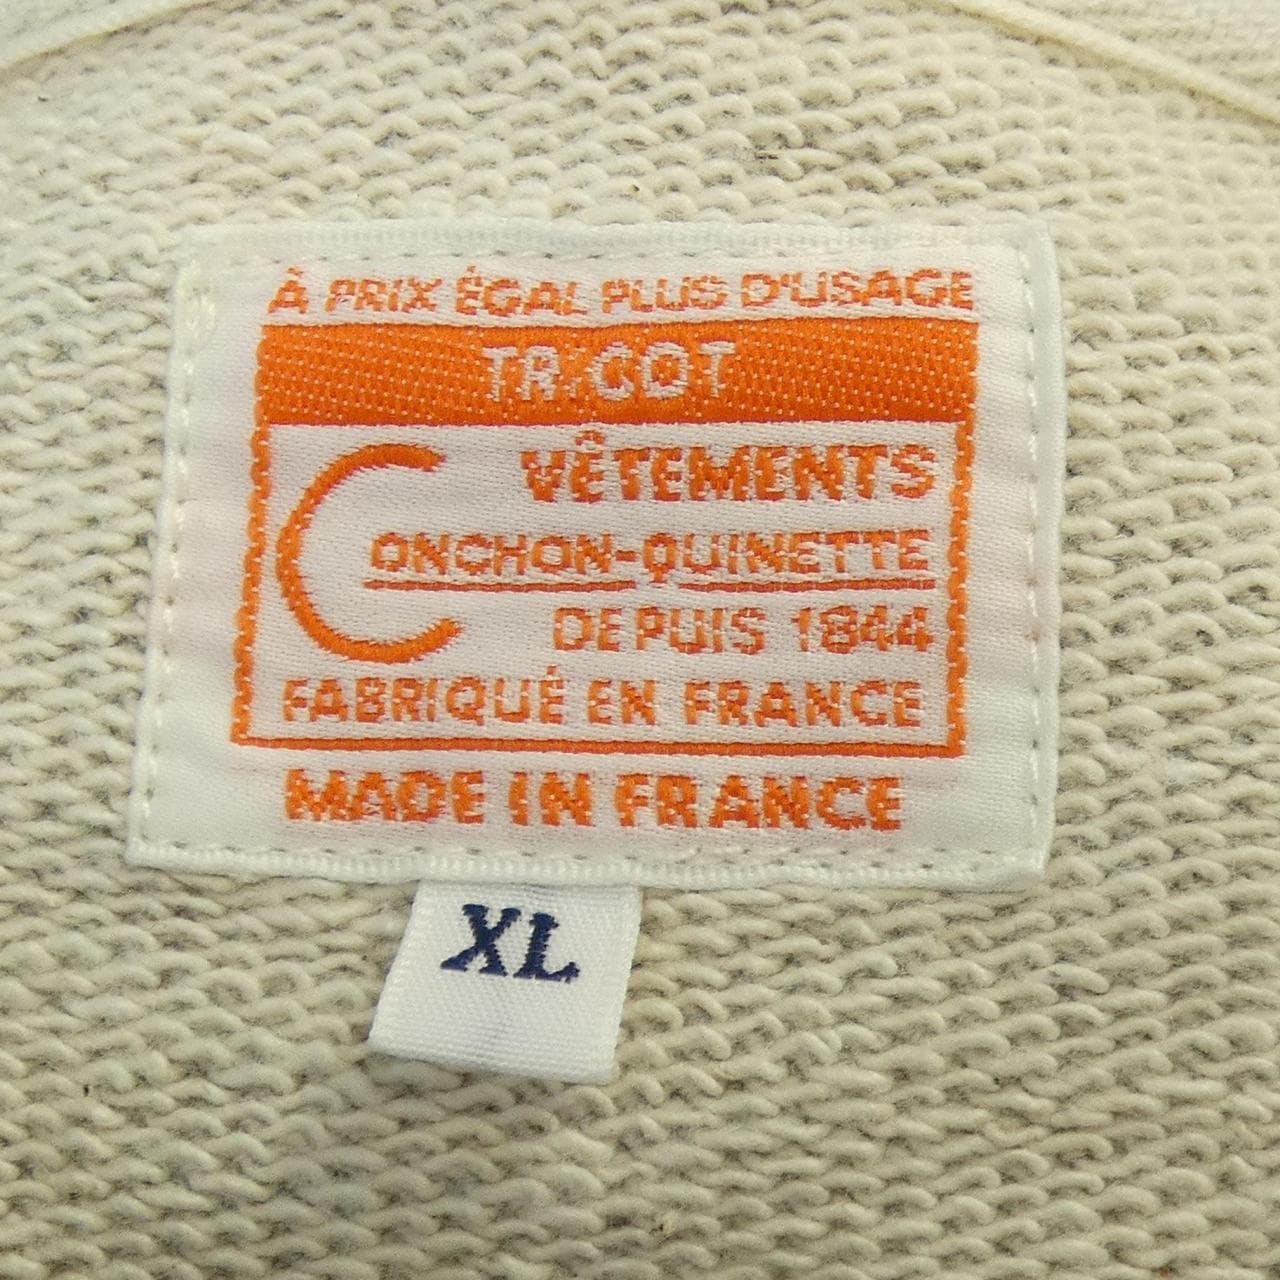 À PRIX ÉGAL PLUS D'USAGE
TRICOT
VÊTEMENTS
CONCHON-QUINETTE
DEPUIS 1844
FABRIQUÉ EN FRANCE
MADE IN FRANCE
XL